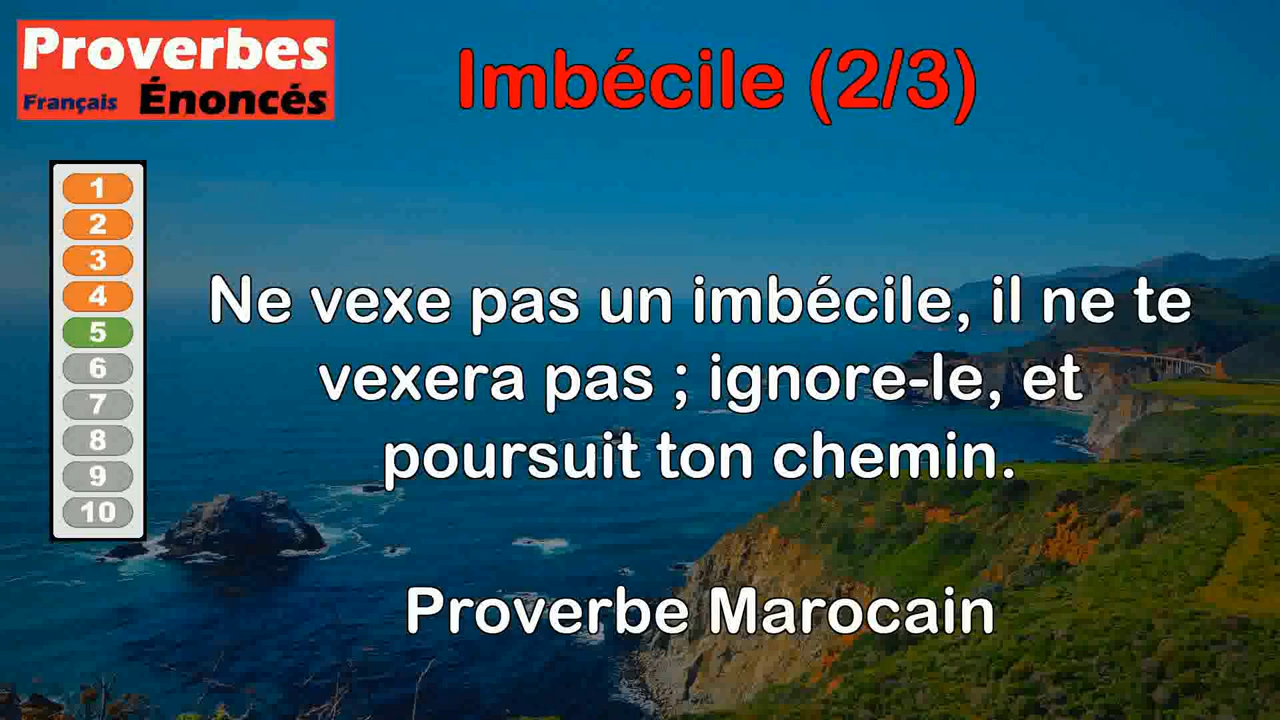 Proverbes
Français Énoncés
Imbécile (2/3)
1
2
3
4
5
6
7
8
9
10
Ne vexe pas un imbécile, il ne te
vexera pas ; ignore-le, et
poursuit ton chemin.
Proverbe Marocain